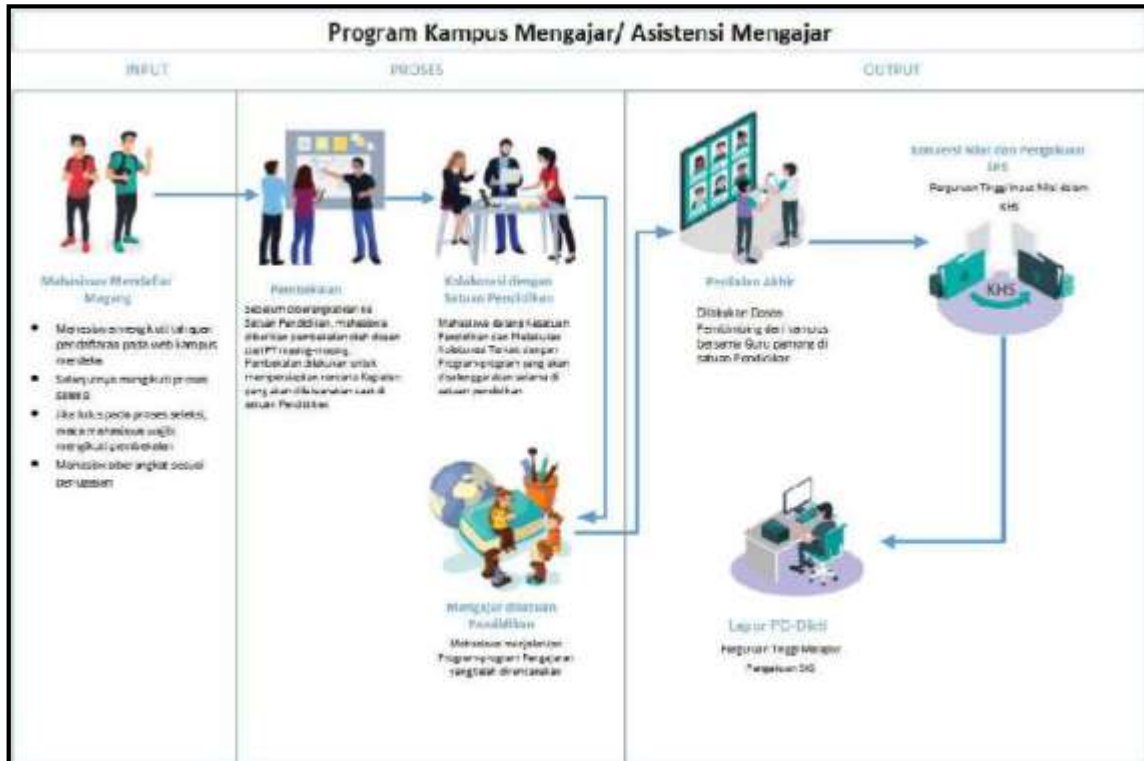 Program Kampus Mengajar/ Asistensi Mengajar
INPUT
PROSES
OUTPUT
Mahasiswa Mendaftar
Magang
Mahasiswa mengikuti tahapan
pendaftaran pada web kampus
merdeka
Selanjutnya mengikuti proses
seleksi
Jika lulus pada proses seleksi,
maka mahasiswa wajib
mengikuti pembekalan
Mahasiswa berangkat sesuai
penugasan
Pembekalan
Sebelum diberangkatkan ke
Satuan Pendidikan, mahasiswa
diberikan pembekalan oleh dosen
dari PT masing-masing.
Pembekalan dilakukan untuk
mempersiapkan rencana Kegiatan
yang akan dilaksanakan saat di
satuan Pendidikan
Kolaborasi dengan
Satuan Pendidikan
Mahasiswa datang Kesatuan
Pendidikan dan Melakukan
Kolaborasi Terkait dengan
Program-program yang akan
diselenggarakan selama di
satuan pendidikan
Mengajar disatuan
Pendidikan
Mahasiswa menjalankan
Program-program Pengajaran
yang telah direncanakan
Penilaian Akhir
Dilakukan Dosen
Pembimbing dari kampus
bersama Guru pamong di
satuan Pendidikan
Konversi Nilai dan Pengakuan
SKS
Perguruan Tinggi Input Nilai dalam
KHS
KHS
Lapor PD-Dikti
Perguruan Tinggi Melapor
Pengakuan SKS